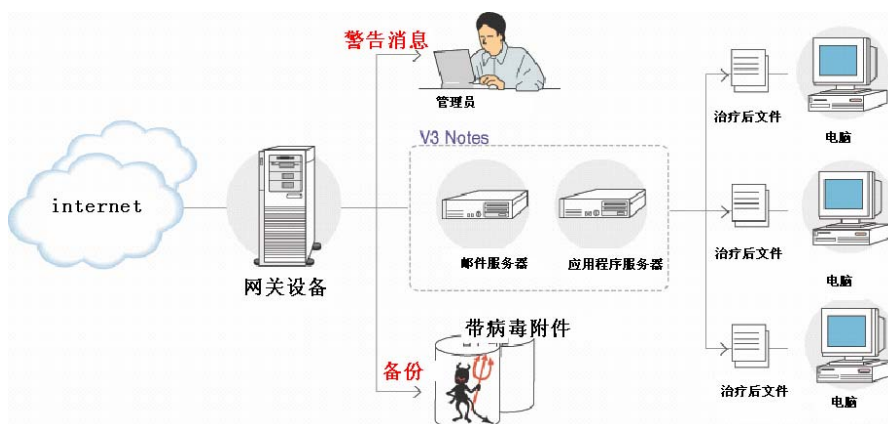 警告消息
管理员
V3 Notes
internet
网关设备
邮件服务器
应用程序服务器
带病毒附件
备份
治疗后文件
电脑
治疗后文件
电脑
治疗后文件
电脑